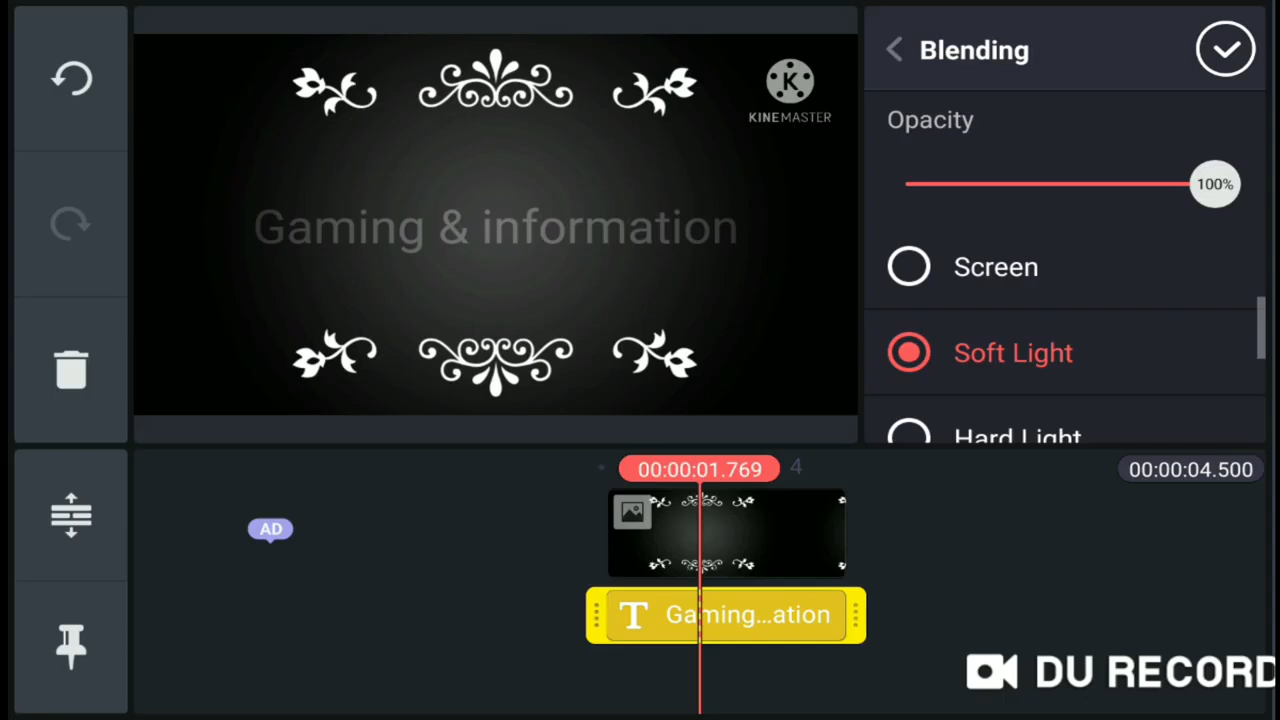 Blending
Opacity
100%
Screen
Soft Light
Hard Light
K
KINEMASTER
Gaming & information
00:00:01.769
4
00:00:04.500
AD
T Gaming...ation
DU RECORD